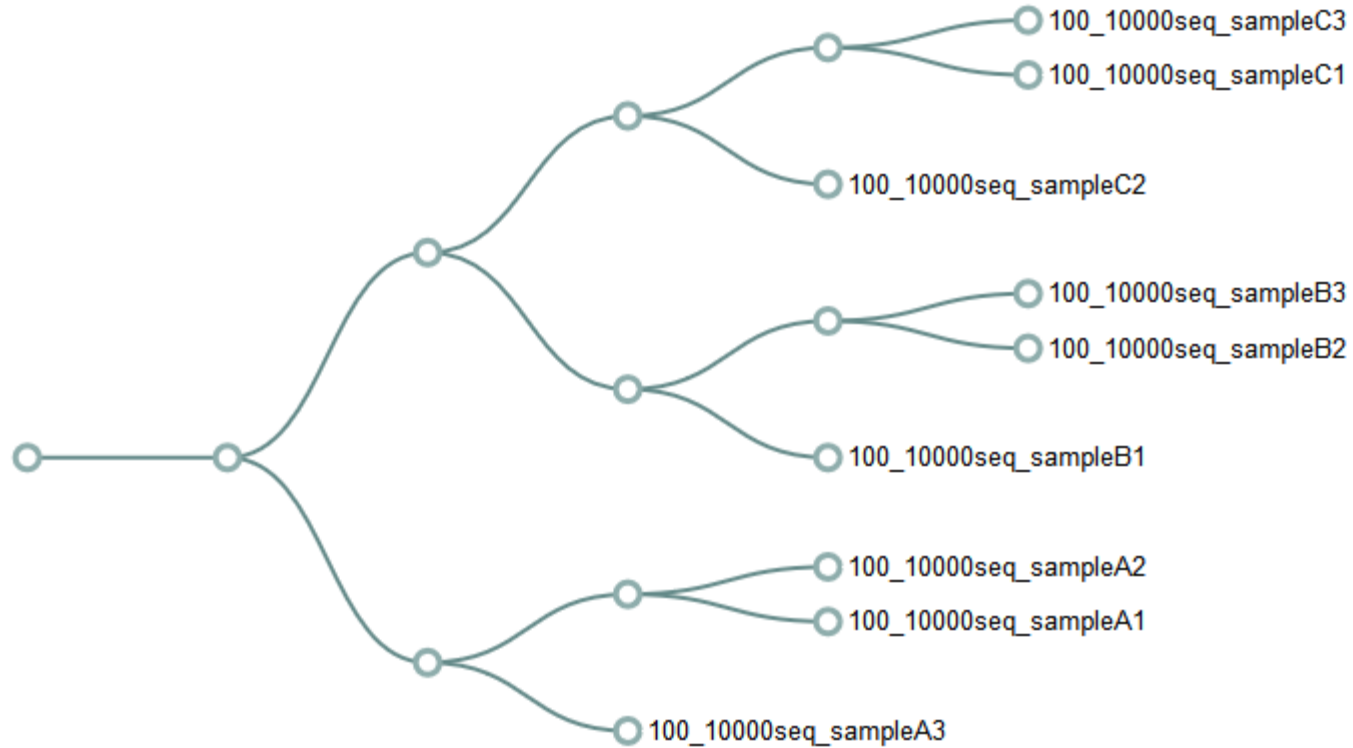 100_10000seq_sampleC3
100_10000seq_sampleC1
100_10000seq_sampleC2
100_10000seq_sampleB3
100_10000seq_sampleB2
100_10000seq_sampleB1
100_10000seq_sampleA2
100_10000seq_sampleA1
100_10000seq_sampleA3